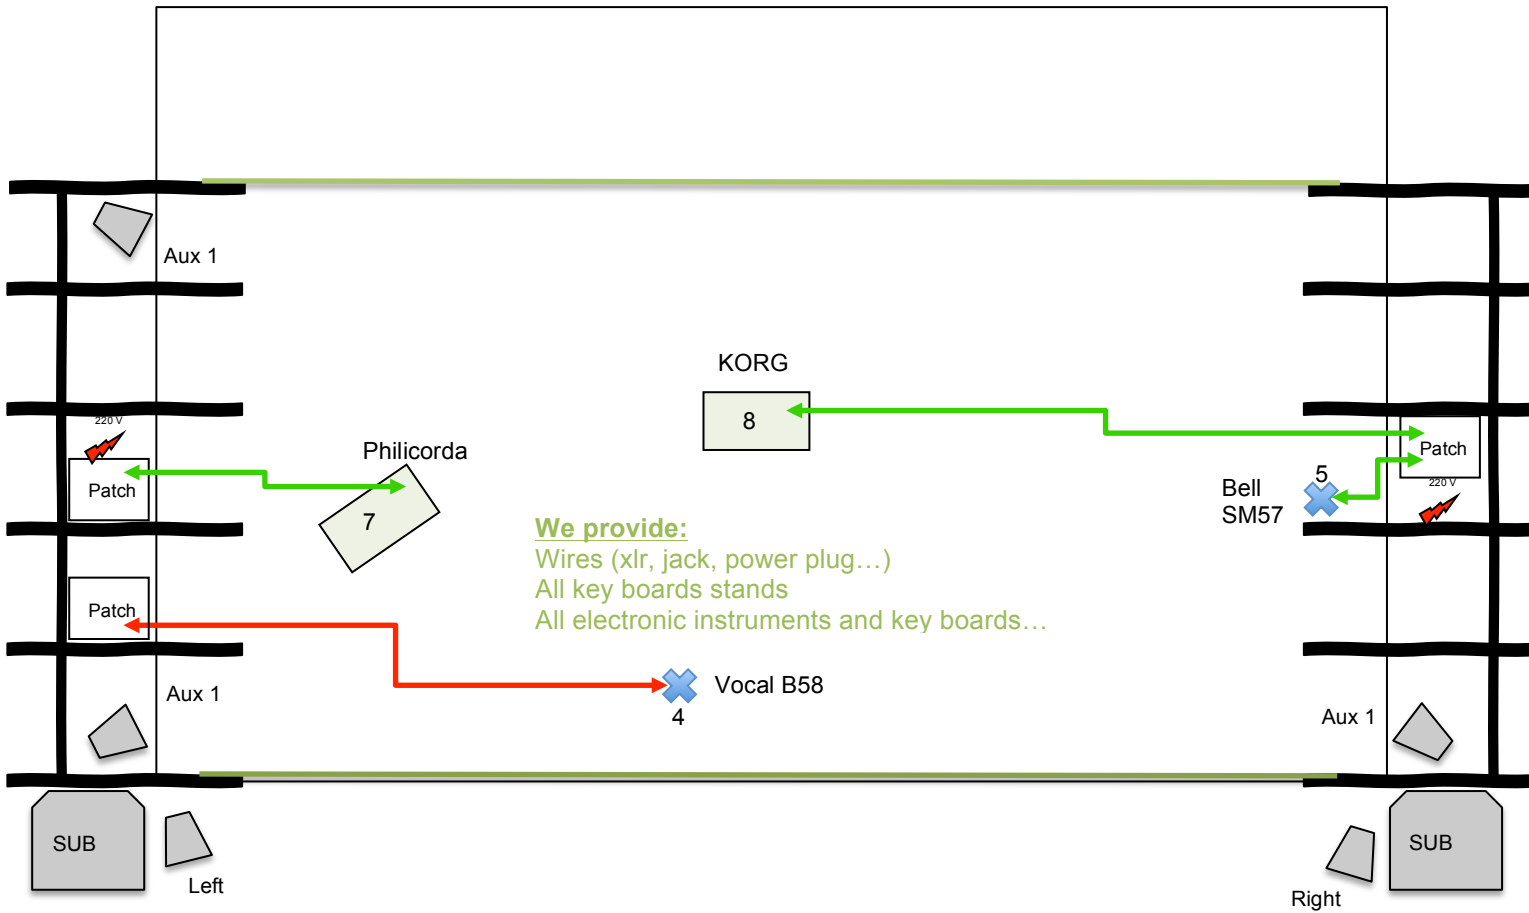 Aux 1
KORG
8
220 V
Patch
Philicorda
7
Patch
5
Bell
SM57
220 V
We provide:
Wires (xlr, jack, power plug…)
All key boards stands
All electronic instruments and key boards…
Patch
Aux 1
Vocal B58
4
Aux 1
SUB
Left
SUB
Right